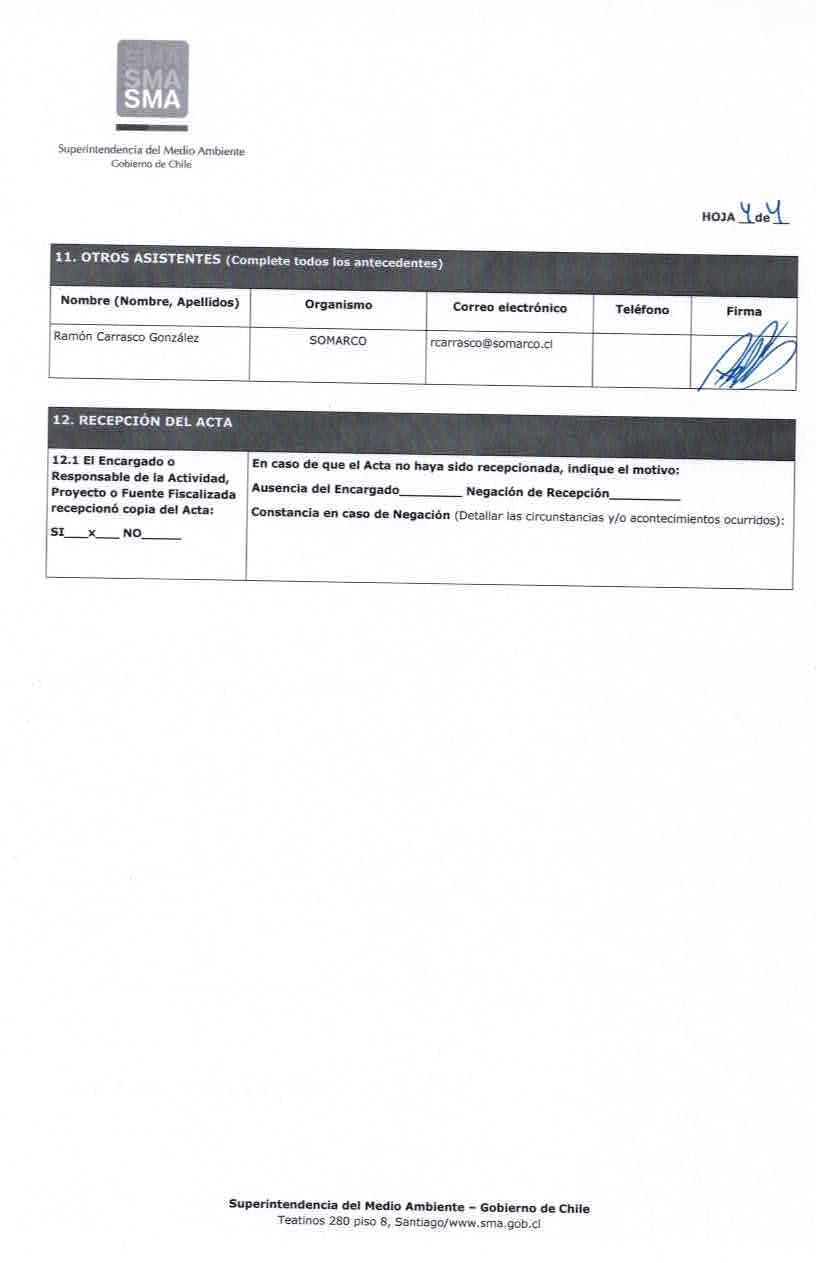 SMA
SMA
SMA
Superintendencia del Medio Ambiente
Gobierno de Chile
HOJA 4 de 4
11. OTROS ASISTENTES (Complete todos los antecedentes)
Nombre (Nombre, Apellidos) Organismo Correo electrónico Teléfono Firma
Ramón Carrasco González SOMARCO rcarrasco@somarco.cl
12. RECEPCIÓN DEL ACTA
12.1 El Encargado o
Responsable de la Actividad,
Proyecto o Fuente Fiscalizada
recepcionó copia del Acta:
SI___x___ NO_____
En caso de que el Acta no haya sido recepcionada, indique el motivo:
Ausencia del Encargado________ Negación de Recepción_________
Constancia en caso de Negación (Detallar las circunstancias y/o acontecimientos ocurridos):
Superintendencia del Medio Ambiente – Gobierno de Chile
Teatinos 280 piso 8, Santiago/www.sma.gob.cl